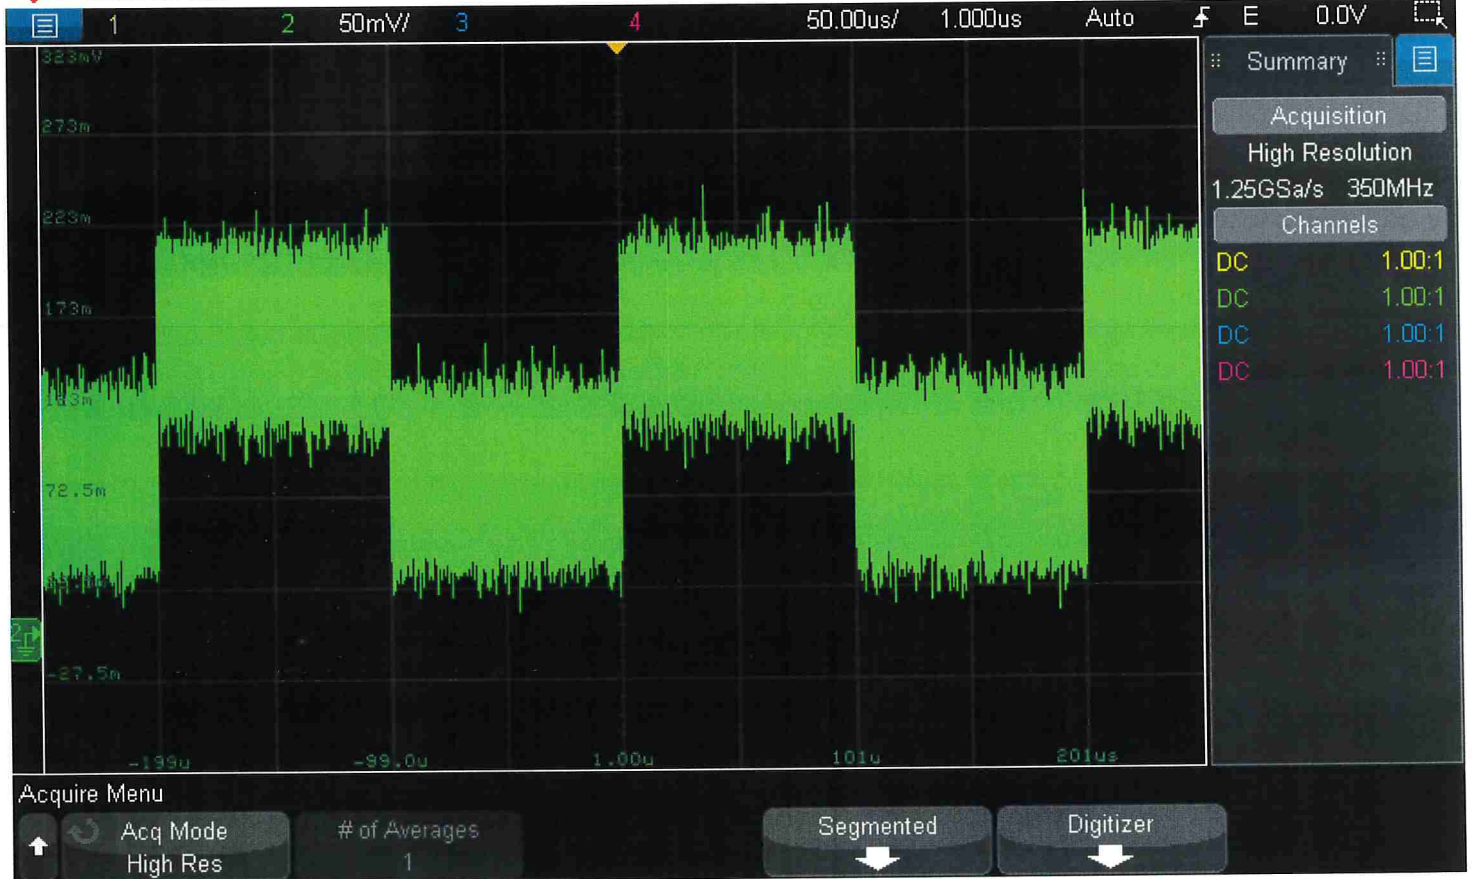 1 2 50mV/ 3 4 50.00us/ 1.000us Auto E 0.0V
323mV
Summary
273m
Acquisition
High Resolution
1.25GSa/s 350MHz
223m
Channels
DC 1.00:1
DC 1.00:1
173m
DC 1.00:1
DC 1.00:1
72.5m
2
-27.5m
-199u -99.0u 1.00u 101u 201us
Acquire Menu
Acq Mode
High Res
# of Averages
1
Segmented
Digitizer